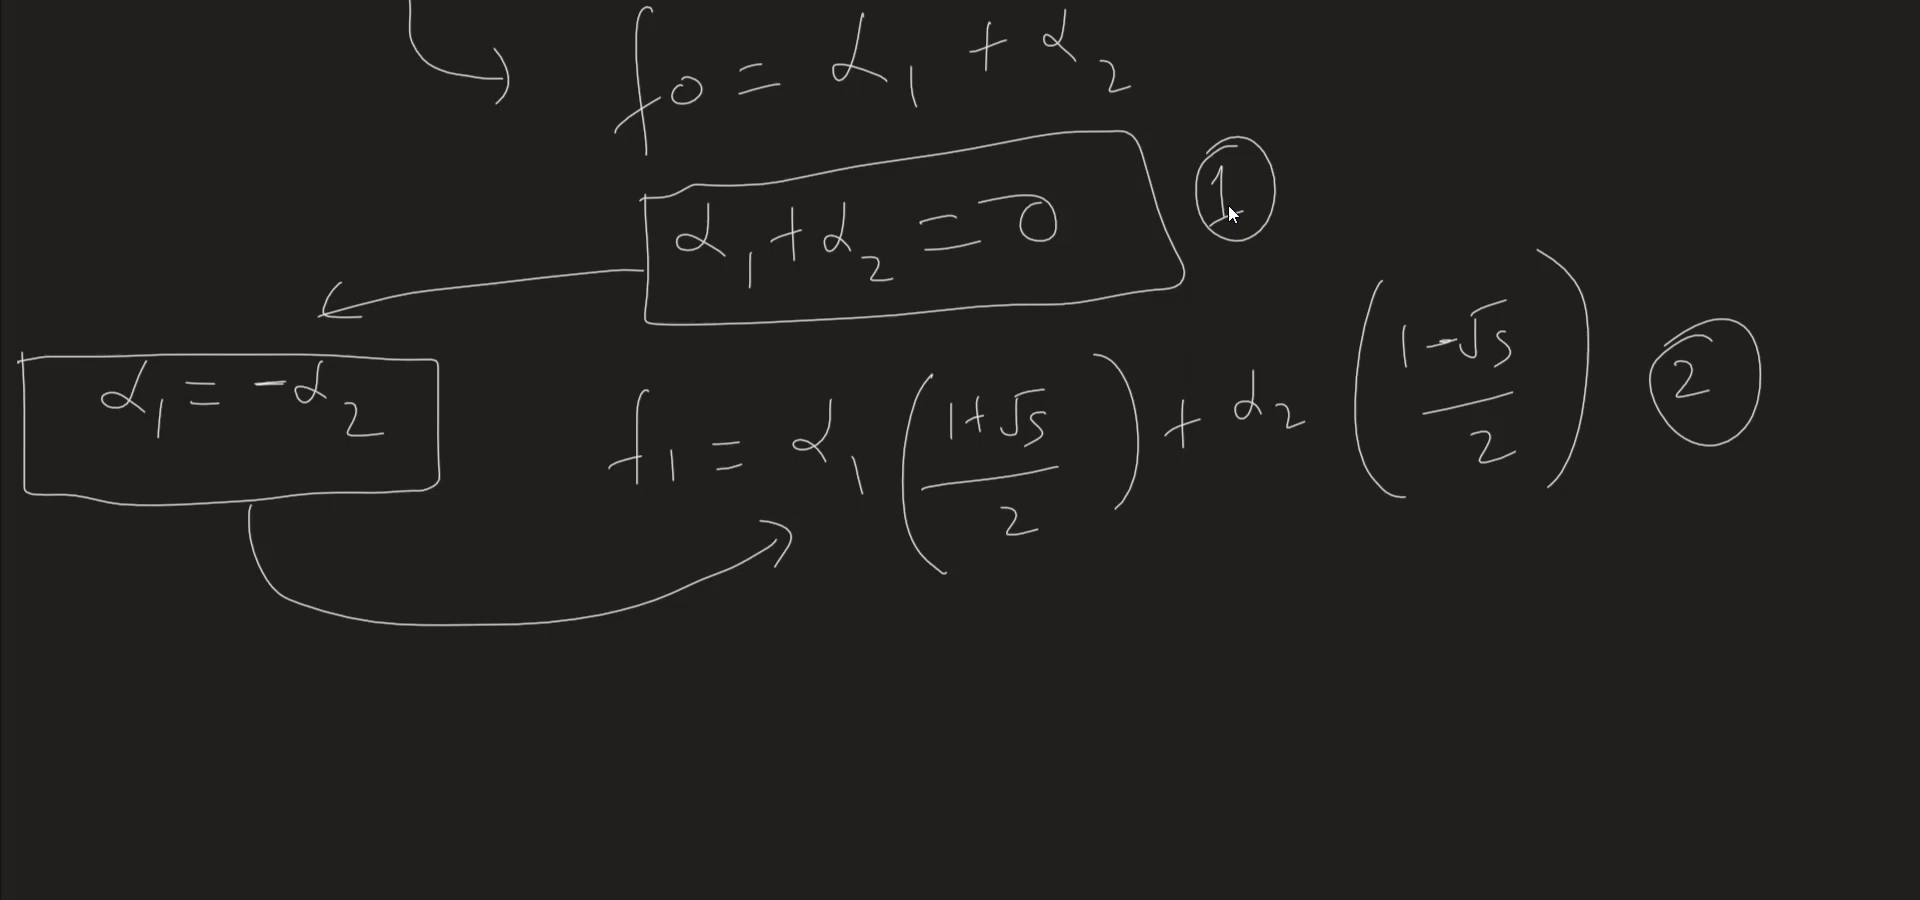 f0 = α1 + α2
α1 + α2 = 0 ①
α1 = -α2
f1 = α1 ((1+√5)/2) + α2 ((1-√5)/2) ②